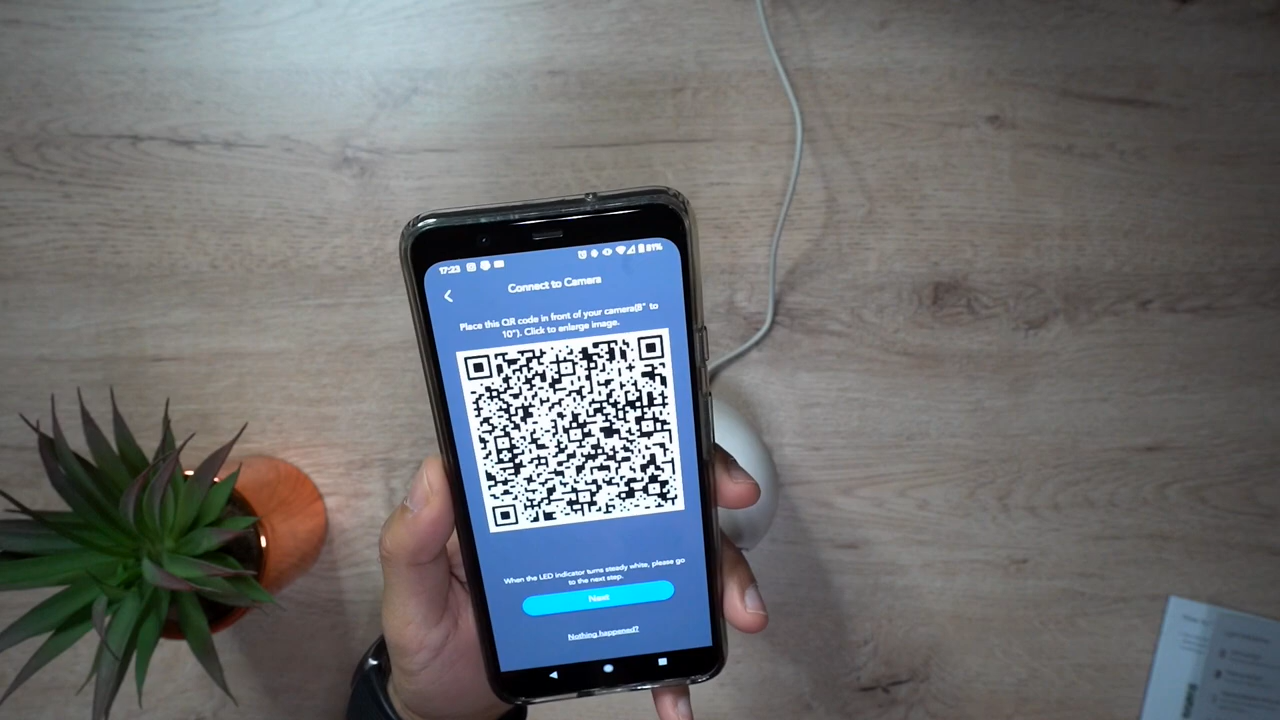 17:23
81%
Connect to Camera
Place this QR code in front of your camera(8" to
10"). Click to enlarge image.
When the LED indicator turns steady white, please go
to the next step.
Next
Nothing happened?